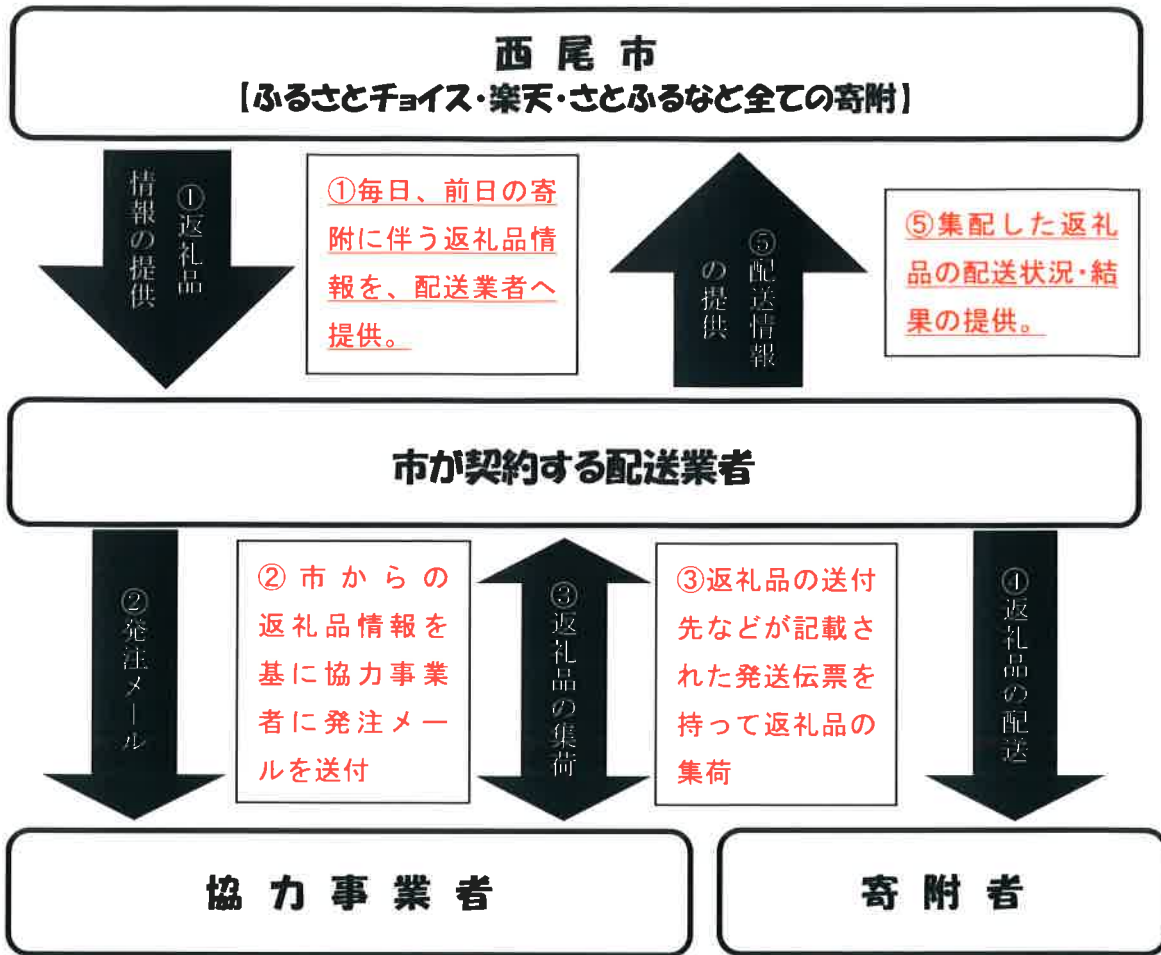 西尾市
【ふるさとチョイス・楽天・さとふるなど全ての寄附】
①返礼品
情報の提供
①毎日、前日の寄
附に伴う返礼品情
報を、配送業者へ
提供。
⑤配送情報
の提供
⑤集配した返礼
品の配送状況・結
果の提供。
市が契約する配送業者
②発注メール
②市からの
返礼品情報を
基に協力事業
者に発注メー
ルを送付
③返礼品の集荷
③返礼品の送付
先などが記載さ
れた発送伝票を
持って返礼品の
集荷
④返礼品の配送
協力事業者
寄附者